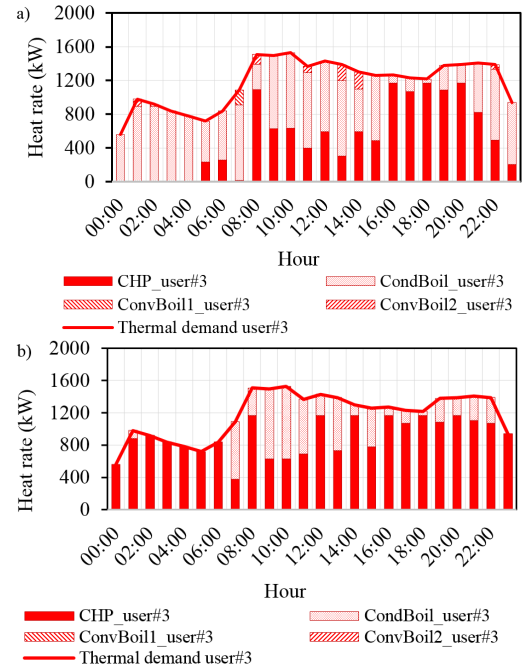 a)
2000
1600
1200
800
400
0
Heat rate (kW)
00:00 02:00 04:00 06:00 08:00 10:00 12:00 14:00 16:00 18:00 20:00 22:00
Hour
CHP_user#3 CondBoil_user#3
ConvBoil1_user#3 ConvBoil2_user#3
Thermal demand user#3
b)
2000
1600
1200
800
400
0
Heat rate (kW)
00:00 02:00 04:00 06:00 08:00 10:00 12:00 14:00 16:00 18:00 20:00 22:00
Hour
CHP_user#3 CondBoil_user#3
ConvBoil1_user#3 ConvBoil2_user#3
Thermal demand user#3